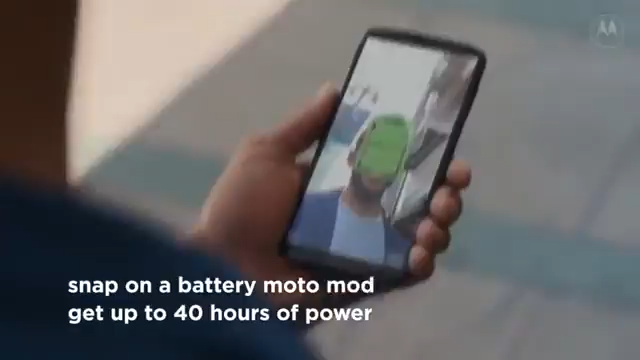 snap on a battery moto mod
get up to 40 hours of power